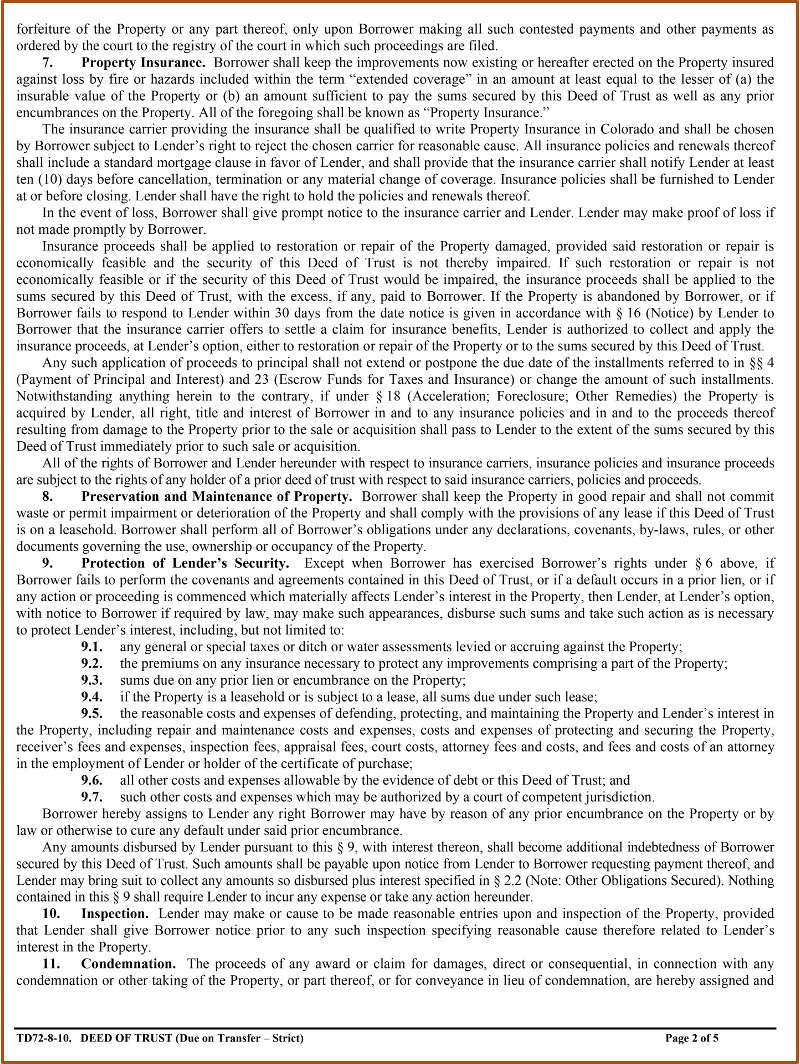 forfeiture of the Property or any part thereof, only upon Borrower making all such contested payments and other payments as
ordered by the court to the registry of the court in which such proceedings are filed.
7. Property Insurance. Borrower shall keep the improvements now existing or hereafter erected on the Property insured
against loss by fire or hazards included within the term “extended coverage” in an amount at least equal to the lesser of (a) the
insurable value of the Property or (b) an amount sufficient to pay the sums secured by this Deed of Trust as well as any prior
encumbrances on the Property. All of the foregoing shall be known as “Property Insurance.”
The insurance carrier providing the insurance shall be qualified to write Property Insurance in Colorado and shall be chosen
by Borrower subject to Lender’s right to reject the chosen carrier for reasonable cause. All insurance policies and renewals thereof
shall include a standard mortgage clause in favor of Lender, and shall provide that the insurance carrier shall notify Lender at least
ten (10) days before cancellation, termination or any material change of coverage. Insurance policies shall be furnished to Lender
at or before closing. Lender shall have the right to hold the policies and renewals thereof.
In the event of loss, Borrower shall give prompt notice to the insurance carrier and Lender. Lender may make proof of loss if
not made promptly by Borrower.
Insurance proceeds shall be applied to restoration or repair of the Property damaged, provided said restoration or repair is
economically feasible and the security of this Deed of Trust is not thereby impaired. If such restoration or repair is not
economically feasible or if the security of this Deed of Trust would be impaired, the insurance proceeds shall be applied to the
sums secured by this Deed of Trust, with the excess, if any, paid to Borrower. If the Property is abandoned by Borrower, or if
Borrower fails to respond to Lender within 30 days from the date notice is given in accordance with § 16 (Notice) by Lender to
Borrower that the insurance carrier offers to settle a claim for insurance benefits, Lender is authorized to collect and apply the
insurance proceeds, at Lender’s option, either to restoration or repair of the Property or to the sums secured by this Deed of Trust.
Any such application of proceeds to principal shall not extend or postpone the due date of the installments referred to in §§ 4
(Payment of Principal and Interest) and 23 (Escrow Funds for Taxes and Insurance) or change the amount of such installments.
Notwithstanding anything herein to the contrary, if under § 18 (Acceleration; Foreclosure; Other Remedies) the Property is
acquired by Lender, all right, title and interest of Borrower in and to any insurance policies and in and to the proceeds thereof
resulting from damage to the Property prior to the sale or acquisition shall pass to Lender to the extent of the sums secured by this
Deed of Trust immediately prior to such sale or acquisition.
All of the rights of Borrower and Lender hereunder with respect to insurance carriers, insurance policies and insurance proceeds
are subject to the rights of any holder of a prior deed of trust with respect to said insurance carriers, policies and proceeds.
8. Preservation and Maintenance of Property. Borrower shall keep the Property in good repair and shall not commit
waste or permit impairment or deterioration of the Property and shall comply with the provisions of any lease if this Deed of Trust
is on a leasehold. Borrower shall perform all of Borrower’s obligations under any declarations, covenants, by-laws, rules, or other
documents governing the use, ownership or occupancy of the Property.
9. Protection of Lender’s Security. Except when Borrower has exercised Borrower’s rights under § 6 above, if
Borrower fails to perform the covenants and agreements contained in this Deed of Trust, or if a default occurs in a prior lien, or if
any action or proceeding is commenced which materially affects Lender’s interest in the Property, then Lender, at Lender’s option,
with notice to Borrower if required by law, may make such appearances, disburse such sums and take such action as is necessary
to protect Lender’s interest, including, but not limited to:
9.1. any general or special taxes or ditch or water assessments levied or accruing against the Property;
9.2. the premiums on any insurance necessary to protect any improvements comprising a part of the Property;
9.3. sums due on any prior lien or encumbrance on the Property;
9.4. if the Property is a leasehold or is subject to a lease, all sums due under such lease;
9.5. the reasonable costs and expenses of defending, protecting, and maintaining the Property and Lender’s interest in
the Property, including repair and maintenance costs and expenses, costs and expenses of protecting and securing the Property,
receiver’s fees and expenses, inspection fees, appraisal fees, court costs, attorney fees and costs, and fees and costs of an attorney
in the employment of Lender or holder of the certificate of purchase;
9.6. all other costs and expenses allowable by the evidence of debt or this Deed of Trust; and
9.7. such other costs and expenses which may be authorized by a court of competent jurisdiction.
Borrower hereby assigns to Lender any right Borrower may have by reason of any prior encumbrance on the Property or by
law or otherwise to cure any default under said prior encumbrance.
Any amounts disbursed by Lender pursuant to this § 9, with interest thereon, shall become additional indebtedness of Borrower
secured by this Deed of Trust. Such amounts shall be payable upon notice from Lender to Borrower requesting payment thereof, and
Lender may bring suit to collect any amounts so disbursed plus interest specified in § 2.2 (Note: Other Obligations Secured). Nothing
contained in this § 9 shall require Lender to incur any expense or take any action hereunder.
10. Inspection. Lender may make or cause to be made reasonable entries upon and inspection of the Property, provided
that Lender shall give Borrower notice prior to any such inspection specifying reasonable cause therefore related to Lender’s
interest in the Property.
11. Condemnation. The proceeds of any award or claim for damages, direct or consequential, in connection with any
condemnation or other taking of the Property, or part thereof, or for conveyance in lieu of condemnation, are hereby assigned and
TD72-8-10. DEED OF TRUST (Due on Transfer – Strict) Page 2 of 5